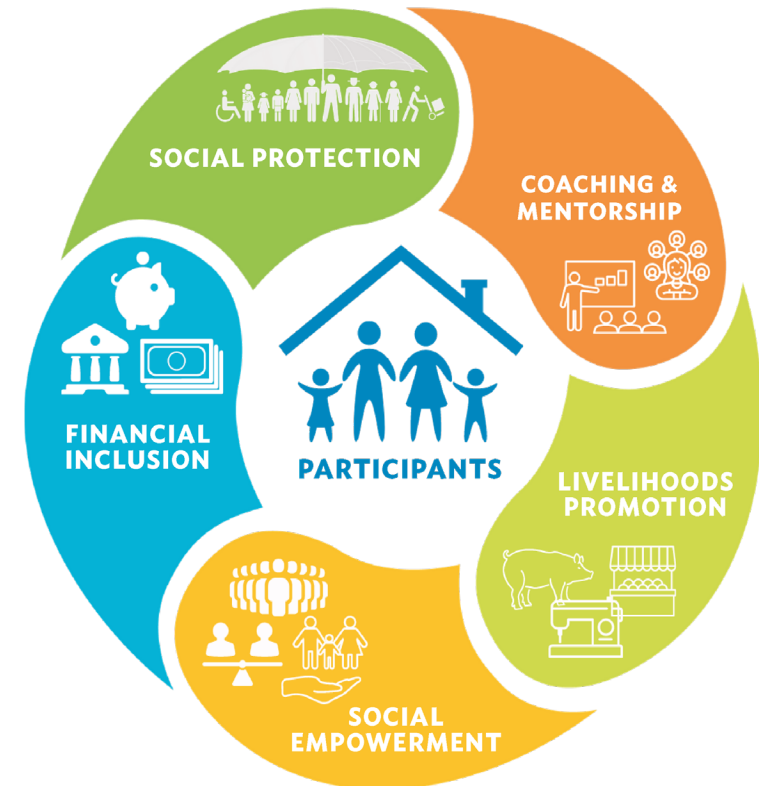 SOCIAL PROTECTION
COACHING &
MENTORSHIP
FINANCIAL
INCLUSION
PARTICIPANTS
LIVELIHOODS
PROMOTION
SOCIAL
EMPOWERMENT